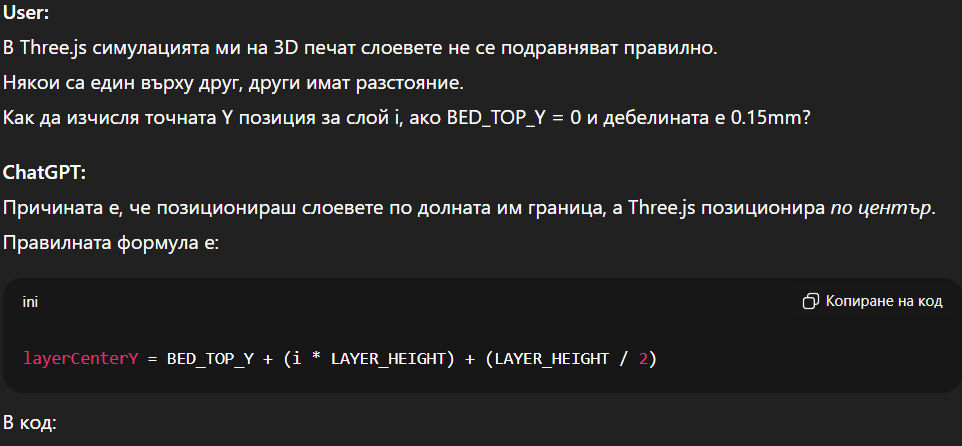 User:
В Three.js симулацията ми на 3D печат слоевете не се подравняват правилно.
Някои са един върху друг, други имат разстояние.
Как да изчисля точната Y позиция за слой i, ако BED_TOP_Y = 0 и дебелината е 0.15mm?
ChatGPT:
Причината е, че позиционираш слоевете по долната им граница, а Three.js позиционира по център.
Правилната формула е:
ini
Копиране на код
layerCenterY = BED_TOP_Y + (i * LAYER_HEIGHT) + (LAYER_HEIGHT / 2)
В код: